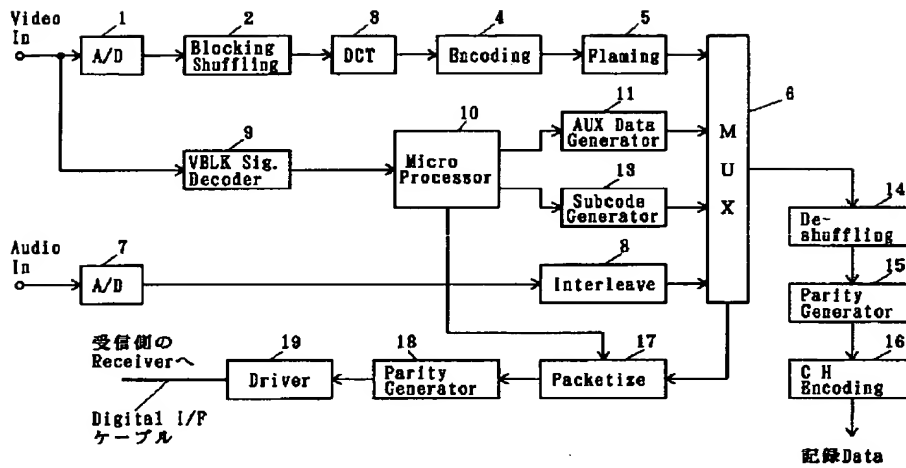 Video
In
1
A/D
2
Blocking
Shuffling
3
DCT
4
Encoding
5
Flaming
6
M
U
X
9
VBLK Sig.
Decoder
10
Micro
Processor
11
AUX Data
Generator
13
Subcode
Generator
14
De-
shuffling
Audio
In
7
A/D
8
Interleave
15
Parity
Generator
受信側の
Receiverへ
19
Driver
18
Parity
Generator
17
Packetize
16
C H
Encoding
Digital I/F
ケーブル
記録Data